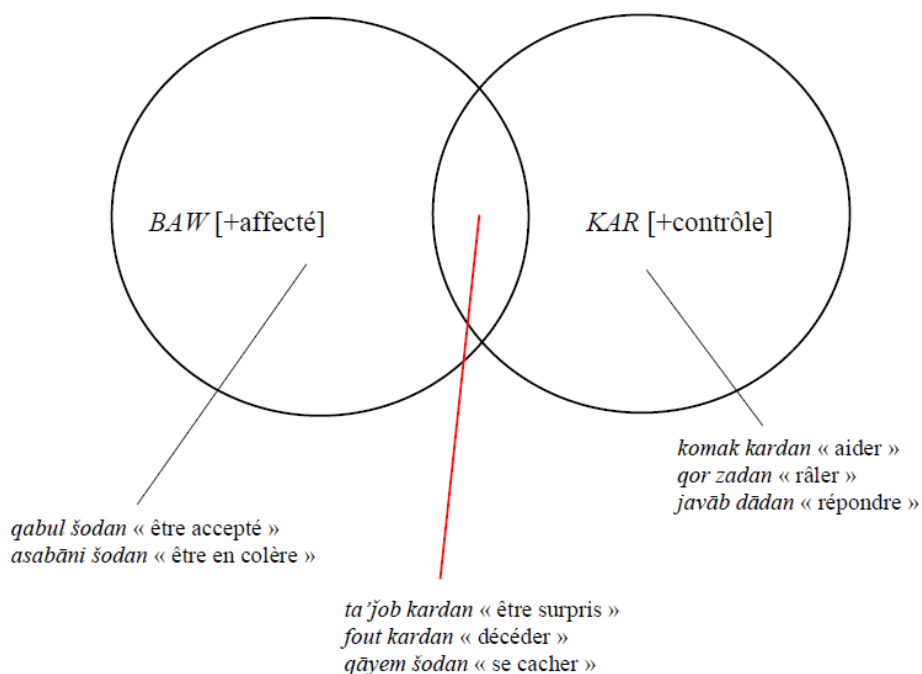 BAW [+affecté]
KAR [+contrôle]
komak kardan « aider »
qor zadan « râler »
javāb dādan « répondre »
qabul šodan « être accepté »
asabāni šodan « être en colère »
ta’ǰob kardan « être surpris »
fout kardan « décéder »
qāyem šodan « se cacher »